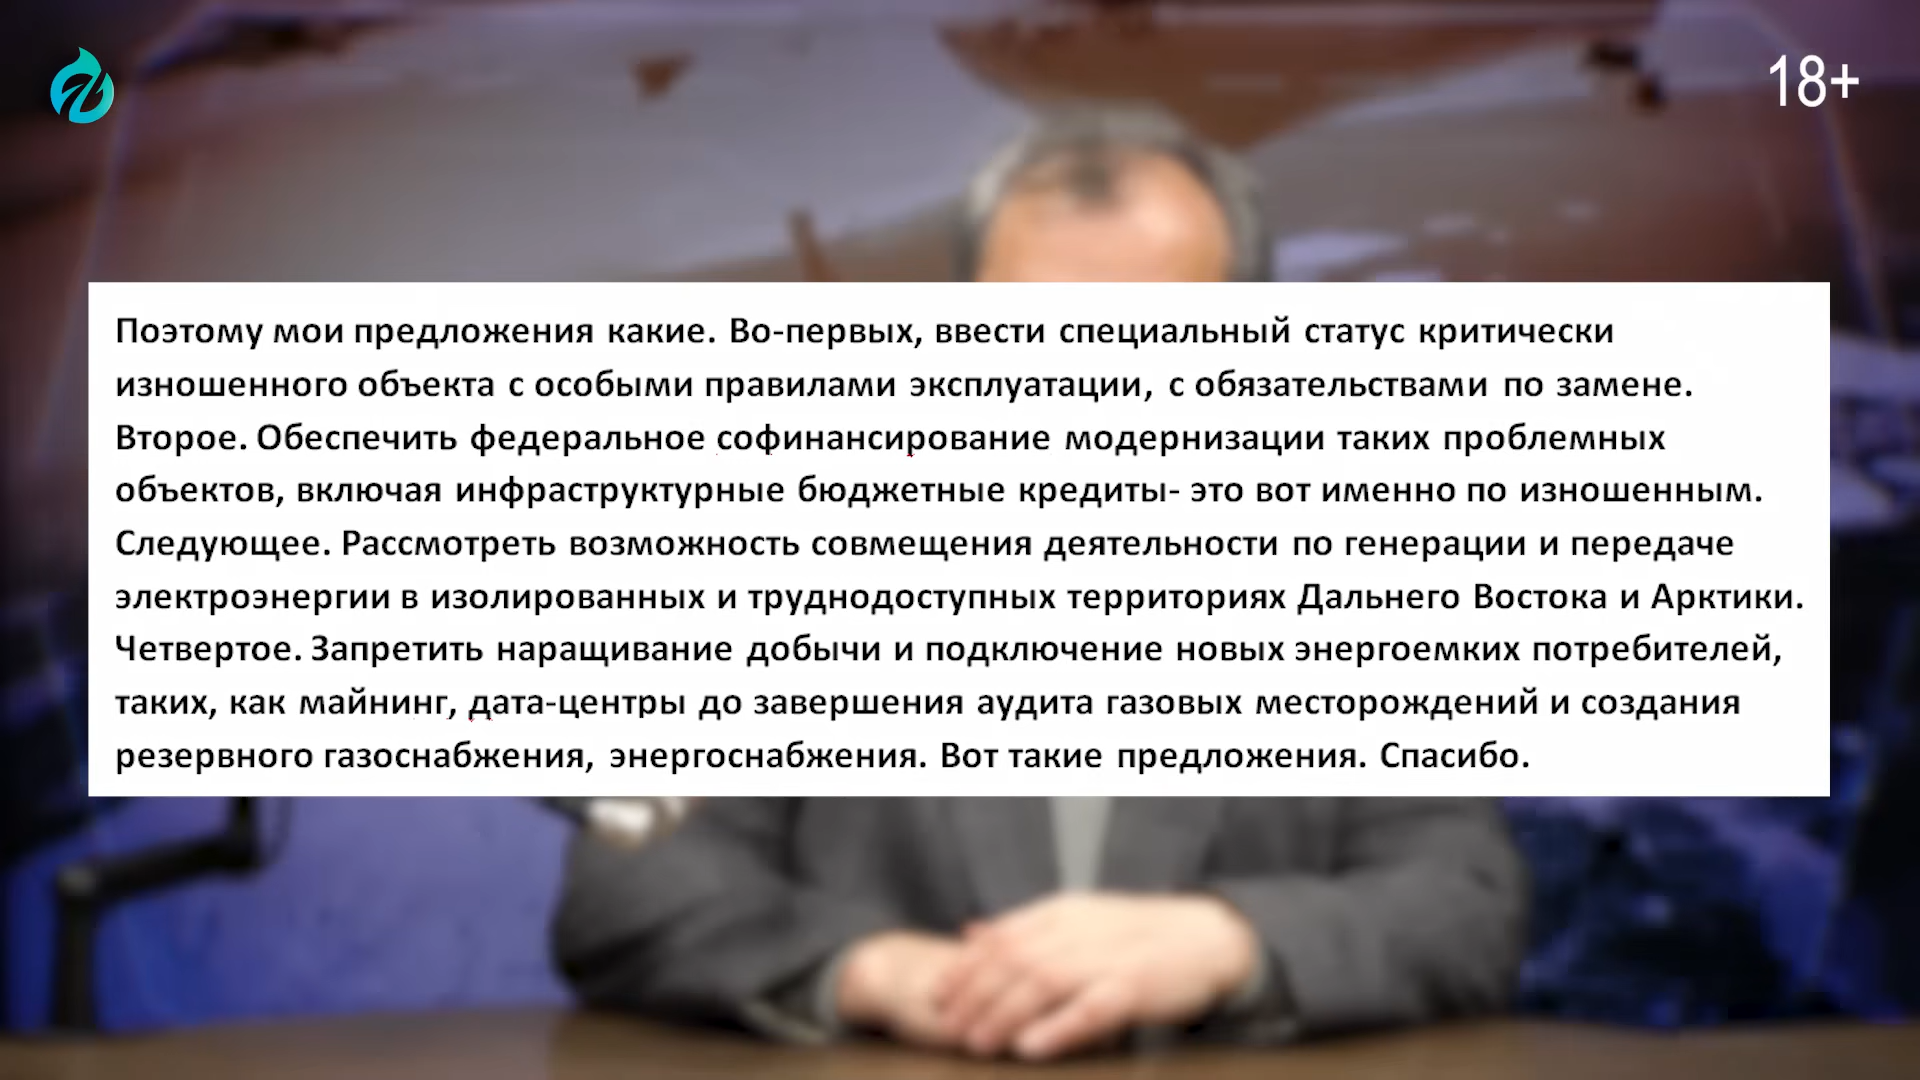 18+
Поэтому мои предложения какие. Во-первых, ввести специальный статус критически
изношенного объекта с особыми правилами эксплуатации, с обязательствами по замене.
Второе. Обеспечить федеральное софинансирование модернизации таких проблемных
объектов, включая инфраструктурные бюджетные кредиты- это вот именно по изношенным.
Следующее. Рассмотреть возможность совмещения деятельности по генерации и передаче
электроэнергии в изолированных и труднодоступных территориях Дальнего Востока и Арктики.
Четвертое. Запретить наращивание добычи и подключение новых энергоемких потребителей,
таких, как майнинг, дата-центры до завершения аудита газовых месторождений и создания
резервного газоснабжения, энергоснабжения. Вот такие предложения. Спасибо.